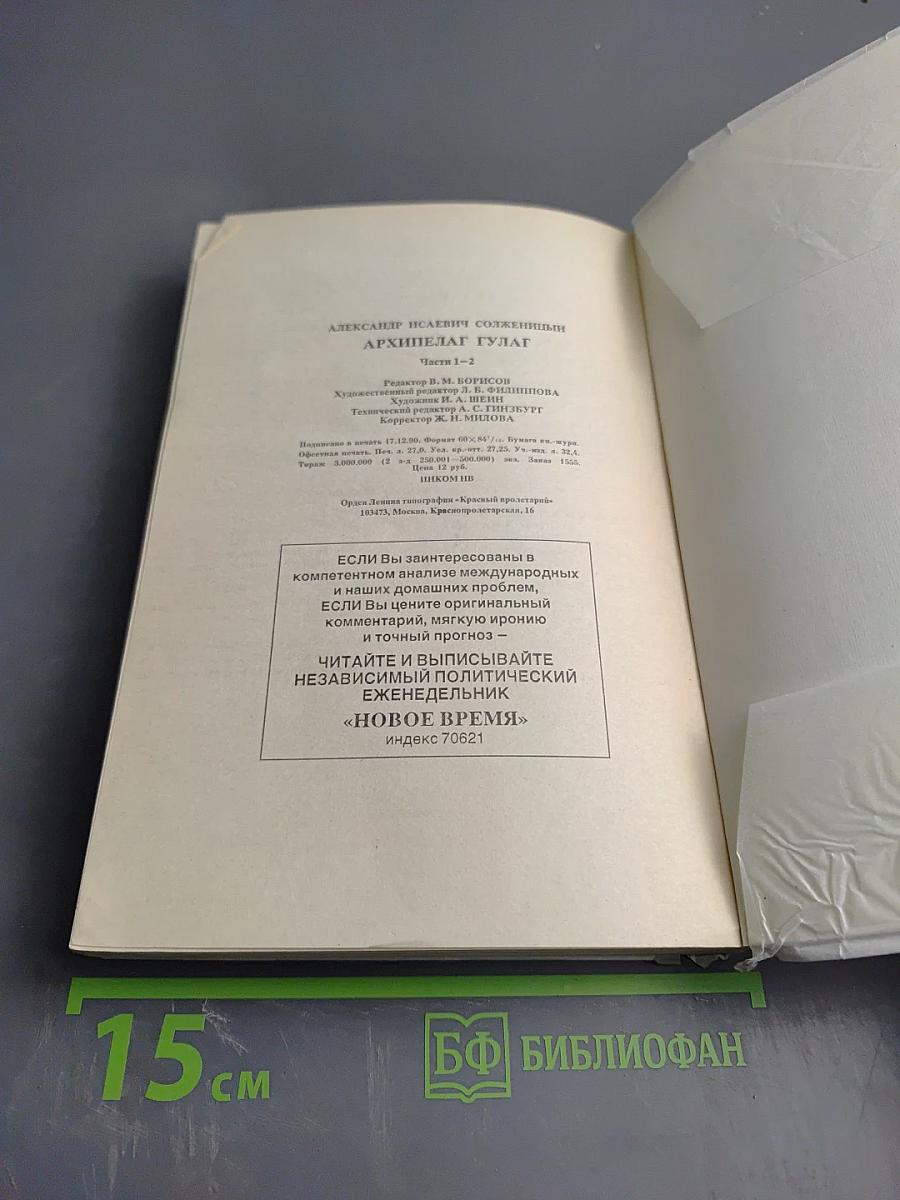 АЛЕКСАНДР ИСАЕВИЧ СОЛЖЕНИЦЫН
АРХИПЕЛАГ ГУЛАГ
Части 1—2
Редактор В. М. БОРИСОВ
Художественный редактор Л. Б. ФИЛИППОВА
Художник И. А. ШЕИН
Технический редактор А. С. ГИНЗБУРГ
Корректор Ж. Н. МИЛОВА
Подписано в печать 17.12.90. Формат 60×84¹/₁₆. Бумага кн.-журн.
Офсетная печать. Печ. л. 27,0. Усл. кр.-отт. 27,25. Уч.-изд. л. 32,4.
Тираж 3.000.000 (2 з-д 250.001—500.000) экз. Заказ 1555.
Цена 12 руб.
ИНКОМ НВ
Орден Ленина типографии «Красный пролетарий»
103473, Москва, Краснопролетарская, 16
ЕСЛИ Вы заинтересованы в
компетентном анализе международных
и наших домашних проблем,
ЕСЛИ Вы цените оригинальный
комментарий, мягкую иронию
и точный прогноз —
ЧИТАЙТЕ И ВЫПИСЫВАЙТЕ
НЕЗАВИСИМЫЙ ПОЛИТИЧЕСКИЙ
ЕЖЕНЕДЕЛЬНИК
«НОВОЕ ВРЕМЯ»
индекс 70621
15 см
БФ БИБЛИОФАН